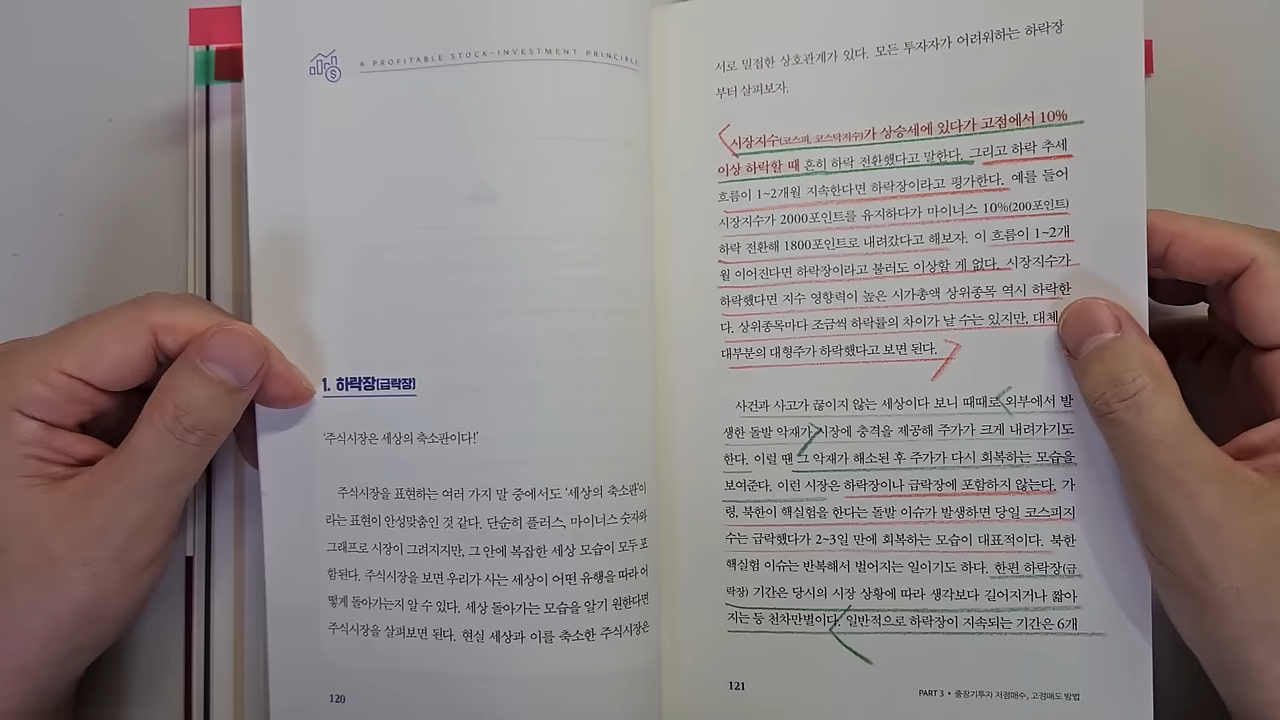 A PROFITABLE STOCK-INVESTMENT PRINCIPLE
1. 하락장(급락장)
'주식시장은 세상의 축소판이다!'
주식시장을 표현하는 여러 가지 말 중에서도 '세상의 축소판'이
라는 표현이 안성맞춤인 것 같다. 단순히 플러스, 마이너스 숫자와
그래프로 시장이 그려지지만, 그 안에 복잡한 세상 모습이 모두 포
함된다. 주식시장을 보면 우리가 사는 세상이 어떤 유행을 따라 어
떻게 돌아가는지 알 수 있다. 세상 돌아가는 모습을 알기 원한다면
주식시장을 살펴보면 된다. 현실 세상과 이를 축소한 주식시장은
120
서로 밀접한 상호관계가 있다. 모든 투자자가 어려워하는 하락장
부터 살펴보자.
시장지수(코스피, 코스닥지수)가 상승세에 있다가 고점에서 10%
이상 하락할 때 흔히 하락 전환했다고 말한다. 그리고 하락 추세
흐름이 1~2개월 지속한다면 하락장이라고 평가한다. 예를 들어
시장지수가 2000포인트를 유지하다가 마이너스 10%(200포인트)
하락 전환해 1800포인트로 내려갔다고 해보자. 이 흐름이 1~2개
월 이어진다면 하락장이라고 불러도 이상할 게 없다. 시장지수가
하락했다면 지수 영향력이 높은 시가총액 상위종목 역시 하락한
다. 상위종목마다 조금씩 하락률의 차이가 날 수는 있지만, 대체
대부분의 대형주가 하락했다고 보면 된다.
사건과 사고가 끊이지 않는 세상이다 보니 때때로 외부에서 발
생한 돌발 악재가 시장에 충격을 제공해 주가가 크게 내려가기도
한다. 이럴 땐 그 악재가 해소된 후 주가가 다시 회복하는 모습을
보여준다. 이런 시장은 하락장이나 급락장에 포함하지 않는다. 가
령, 북한이 핵실험을 한다는 돌발 이슈가 발생하면 당일 코스피지
수는 급락했다가 2~3일 만에 회복하는 모습이 대표적이다. 북한
핵실험 이슈는 반복해서 벌어지는 일이기도 하다. 한편 하락장(급
락장) 기간은 당시의 시장 상황에 따라 생각보다 길어지거나 짧아
지는 등 천차만별이다. 일반적으로 하락장이 지속되는 기간은 6개
121
PART 3 • 중장기투자 저점매수, 고점매도 방법